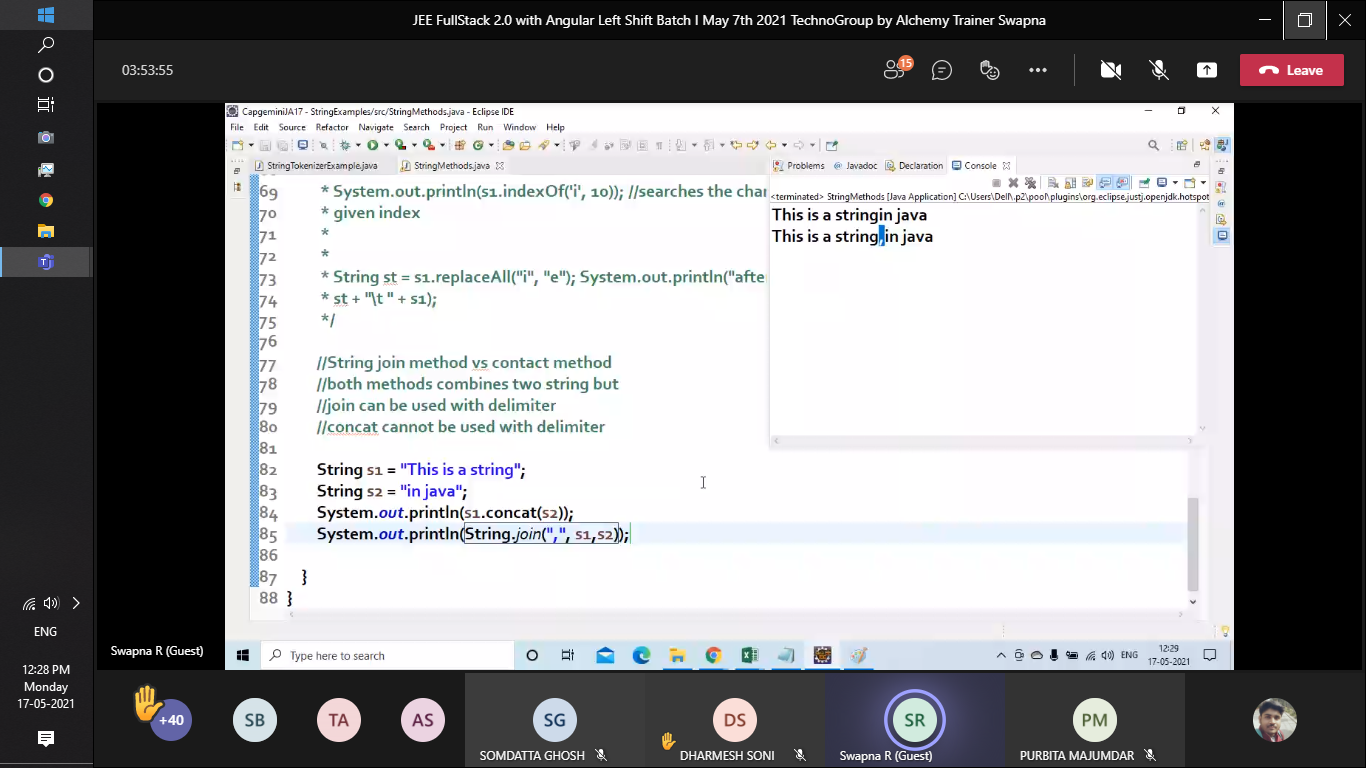 JEE FullStack 2.0 with Angular Left Shift Batch I May 7th 2021 TechnoGroup by Alchemy Trainer Swapna
03:53:55
15
Leave
CapgeminiJA17 - StringExamples/src/StringMethods.java - Eclipse IDE
File Edit Source Refactor Navigate Search Project Run Window Help
StringTokenizerExample.java
StringMethods.java
Problems
Javadoc
Declaration
Console
<terminated> StringMethods [Java Application] C:\Users\Dell\.p2\pool\plugins\org.eclipse.justj.openjdk.hotspot
This is a stringin java
This is a string,in java
69 * System.out.println(s1.indexOf('i', 10)); //searches the cha
70 * given index
71 *
72 *
73 * String st = s1.replaceAll("i", "e"); System.out.println("afte
74 * st + "\t " + s1);
75 */
76
77 //String join method vs contact method
78 //both methods combines two string but
79 //join can be used with delimiter
80 //concat cannot be used with delimiter
81
82 String s1 = "This is a string";
83 String s2 = "in java";
84 System.out.println(s1.concat(s2));
85 System.out.println(String.join(",", s1,s2));
86
87 }
88 }
Swapna R (Guest)
Type here to search
ENG
12:29
17-05-2021
ENG
12:28 PM
Monday
17-05-2021
+40
SB
TA
AS
SG
SOMDATTA GHOSH
DS
DHARMESH SONI
SR
Swapna R (Guest)
PM
PURBITA MAJUMDAR